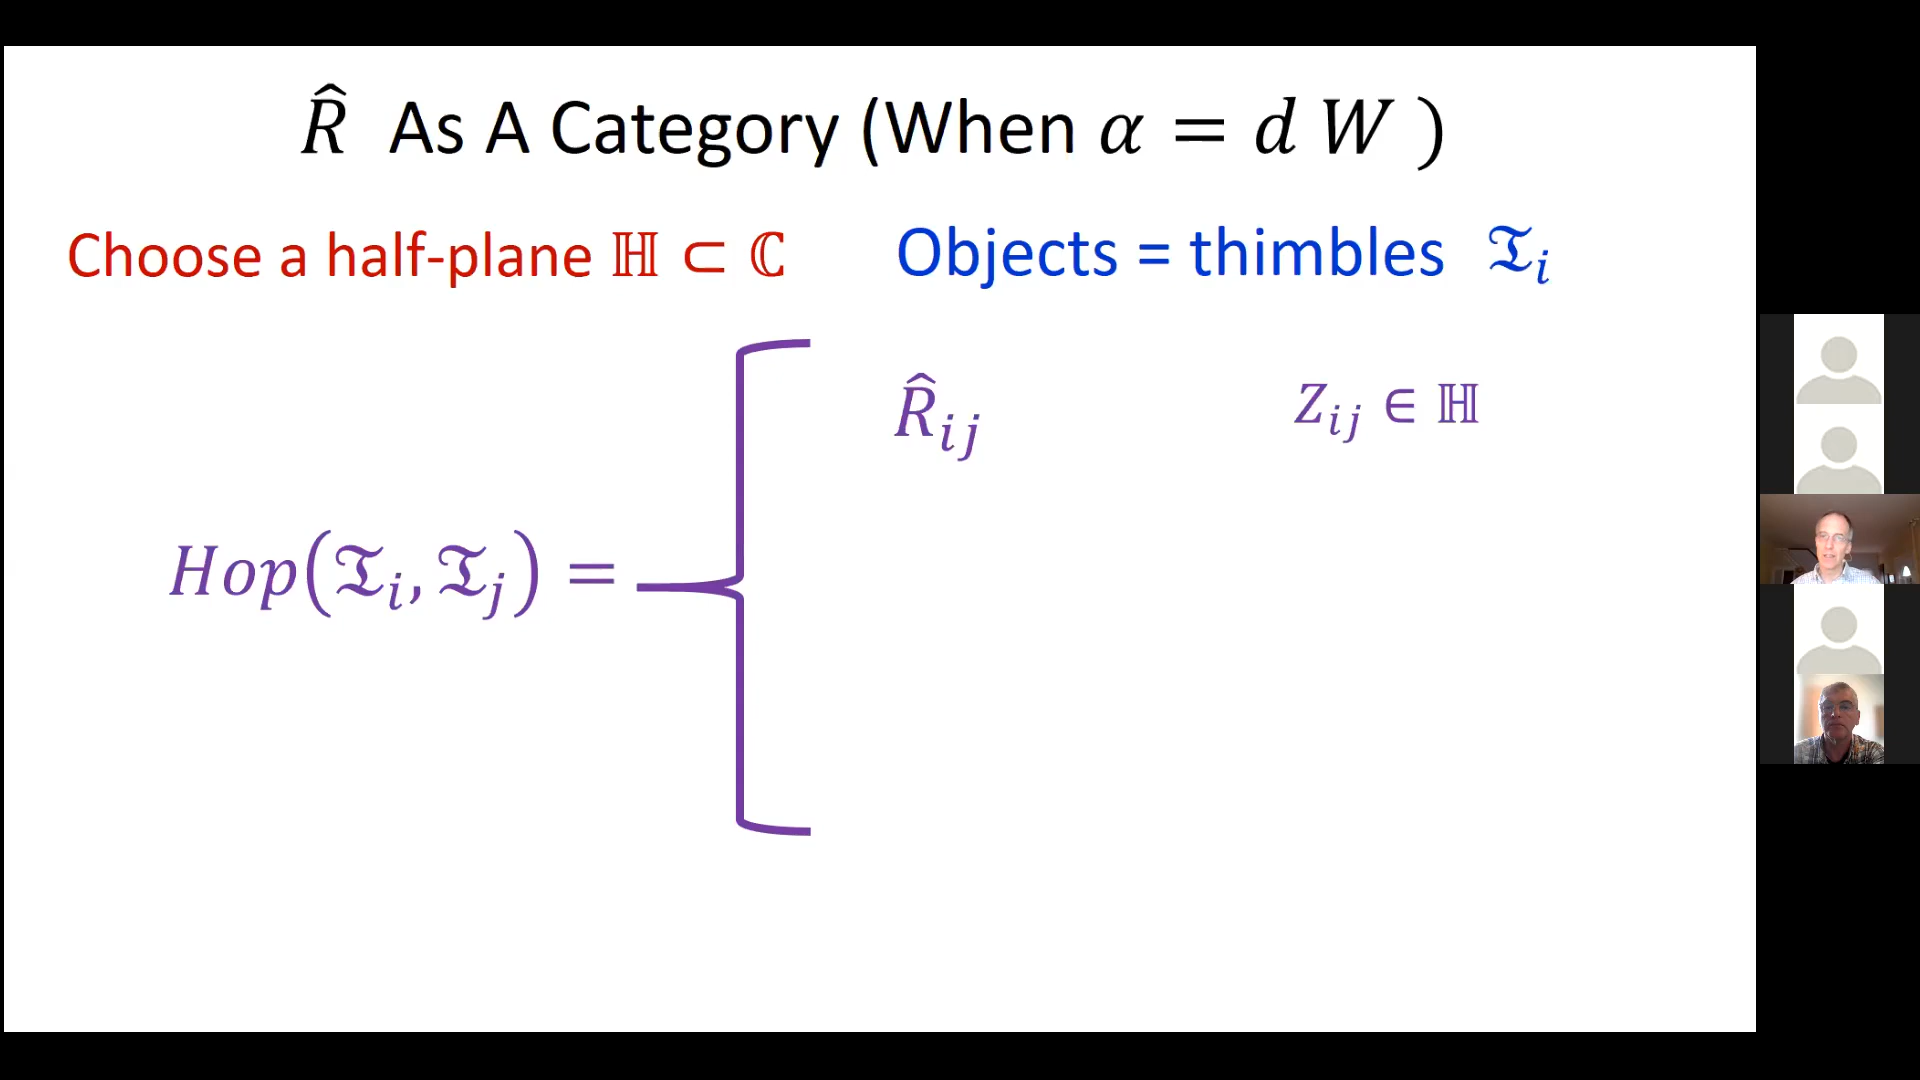 R̂ As A Category (When α = d W )
Choose a half-plane ℍ ⊂ ℂ
Objects = thimbles 𝔗ᵢ
R̂ᵢⱼ
Zᵢⱼ ∈ ℍ
Hop(𝔗ᵢ, 𝔗ⱼ) =